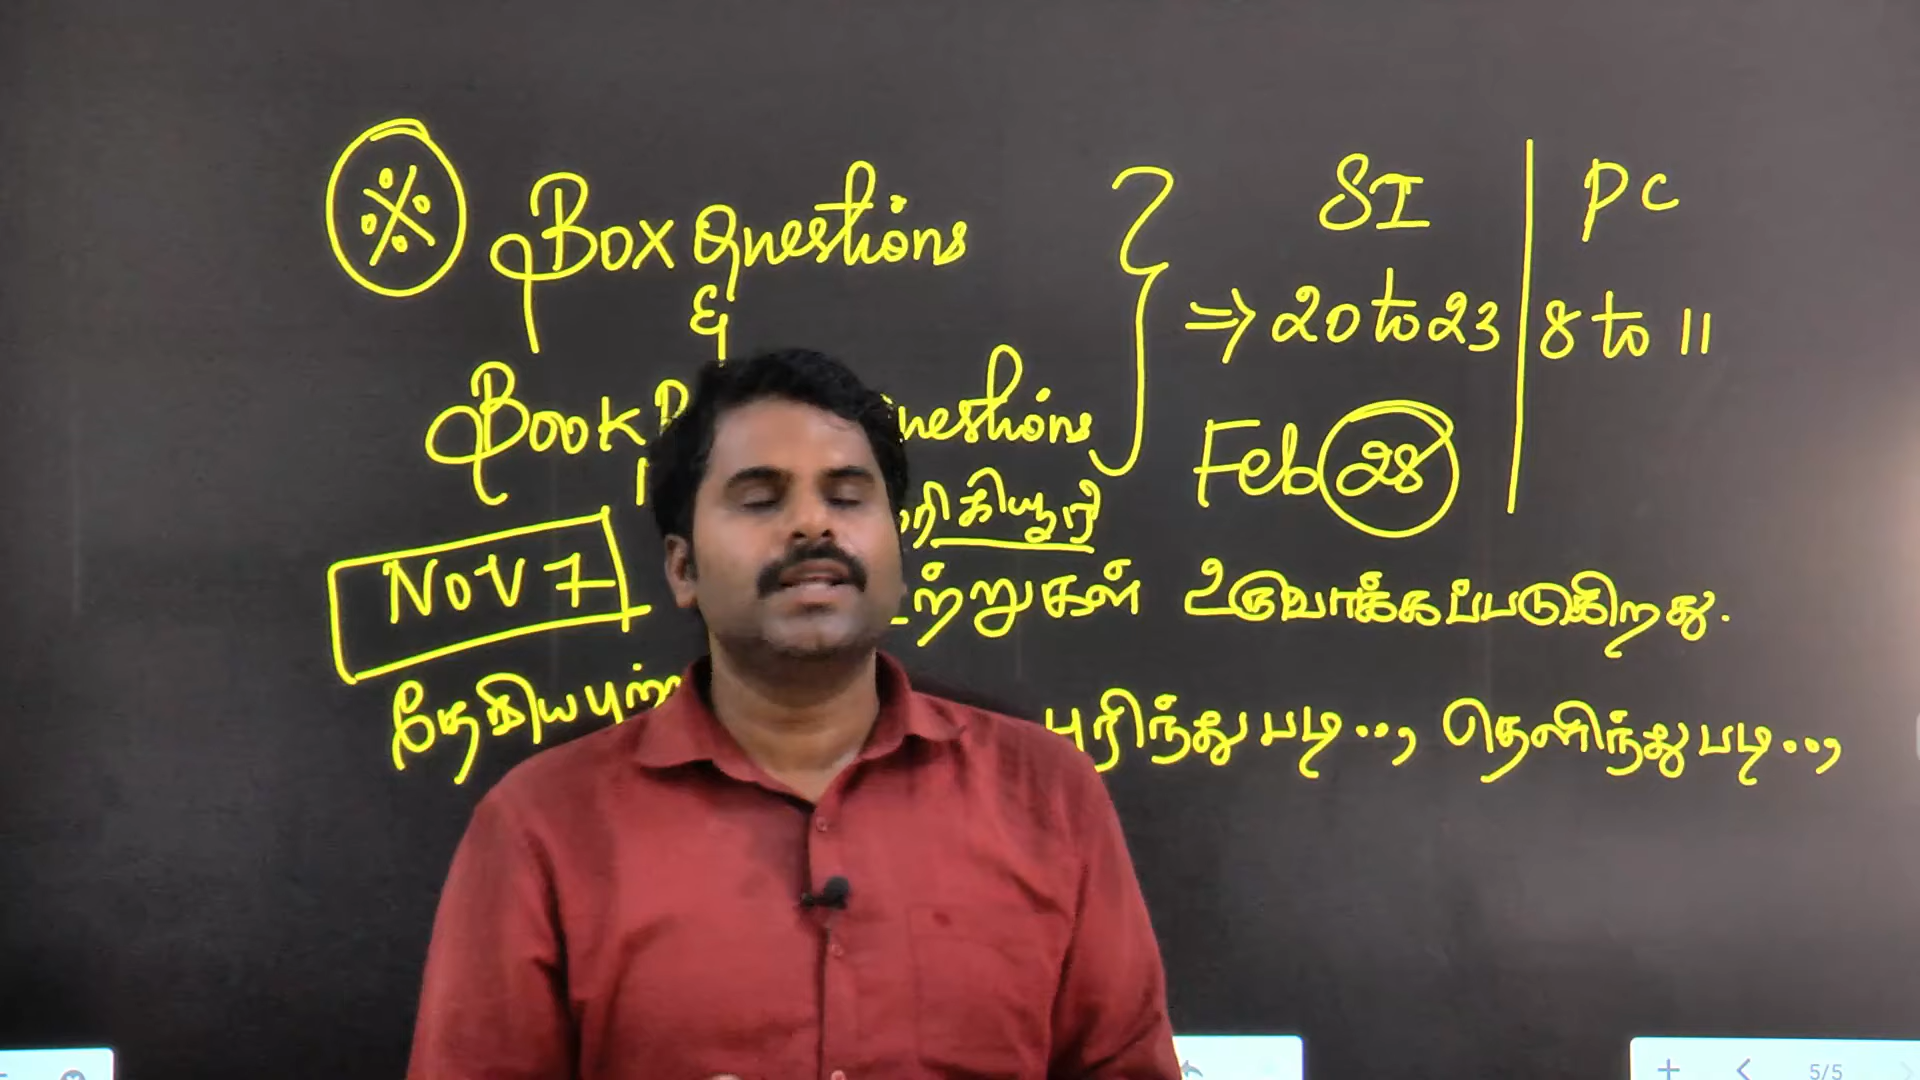 Box Questions
SI | PC
&
⇒ 20 to 23 | 8 to 11
Book Questions
Feb 28
Nov 7
உருவாக்கப்படுகிறது.
புரிந்து படி.., தெளிந்து படி..,
5/5